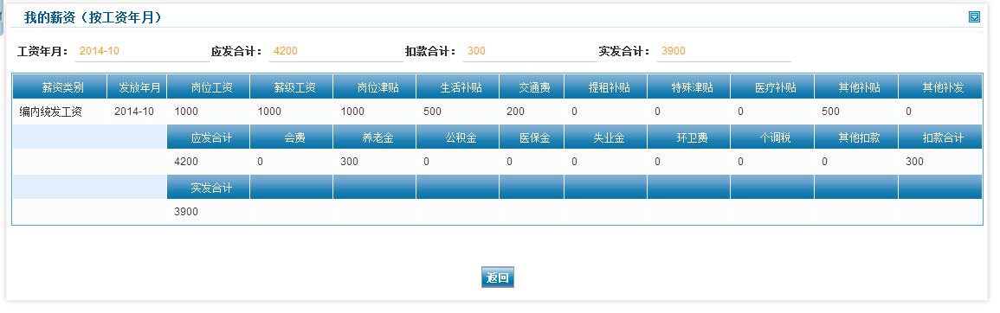 我的薪资（按工资年月）
工资年月： 2014-10 应发合计： 4200 扣款合计： 300 实发合计： 3900
薪资类别 发放年月 岗位工资 薪级工资 岗位津贴 生活补贴 交通费 提租补贴 特殊津贴 医疗补贴 其他补贴 其他补发
编内统发工资 2014-10 1000 1000 1000 500 200 0 0 0 500 0
应发合计 会费 养老金 公积金 医保金 失业金 环卫费 个调税 其他扣款 扣款合计
4200 0 300 0 0 0 0 0 0 300
实发合计
3900
返回